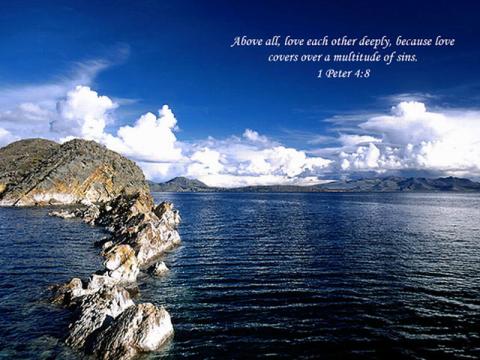 Above all, love each other deeply, because love
covers over a multitude of sins.
1 Peter 4:8